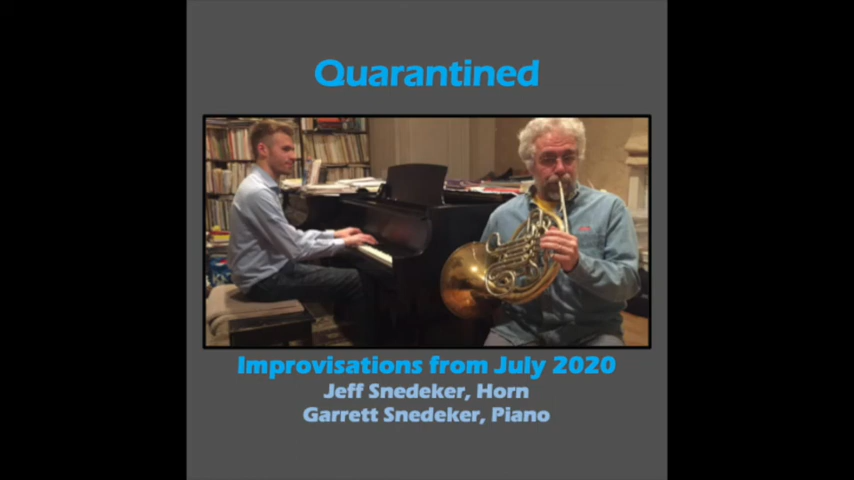 Quarantined
Improvisations from July 2020
Jeff Snedeker, Horn
Garrett Snedeker, Piano